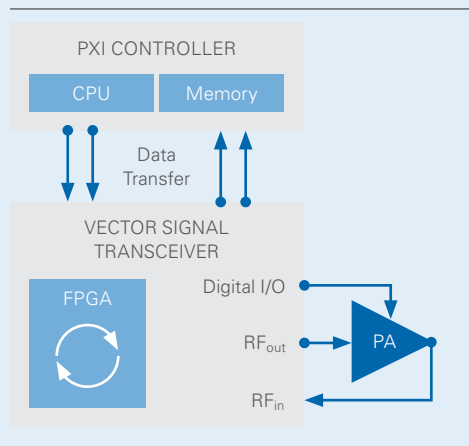 PXI CONTROLLER
CPU
Memory
Data
Transfer
VECTOR SIGNAL
TRANSCEIVER
FPGA
Digital I/O
RFout
PA
RFin